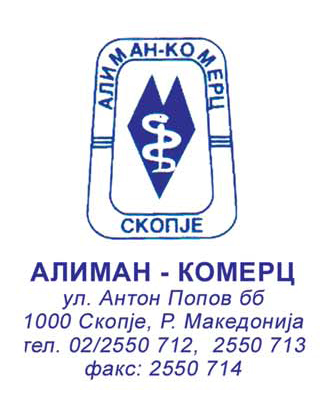 АЛИМАН-КОМЕРЦ
СКОПЈЕ
АЛИМАН - КОМЕРЦ
ул. Антон Попов бб
1000 Скопје, Р. Македонија
тел. 02/2550 712, 2550 713
факс: 2550 714